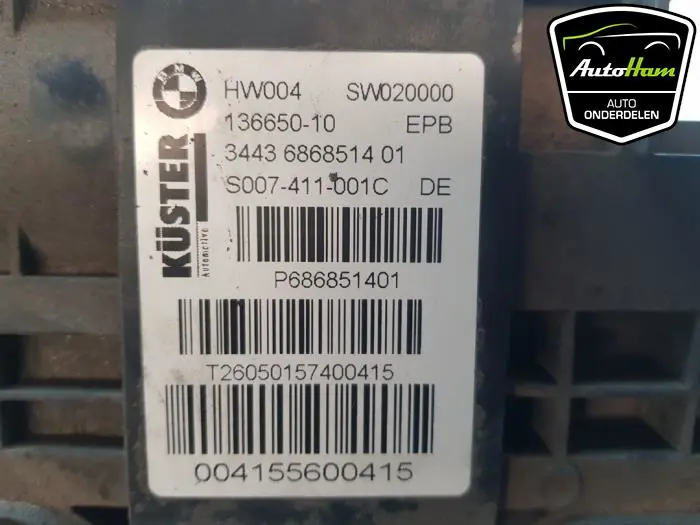 AutoHam
AUTO
ONDERDELEN
BMW
KÜSTER
Automotive
HW004 SW020000
136650-10 EPB
3443 6868514 01
S007-411-001C DE
P686851401
T26050157400415
004155600415